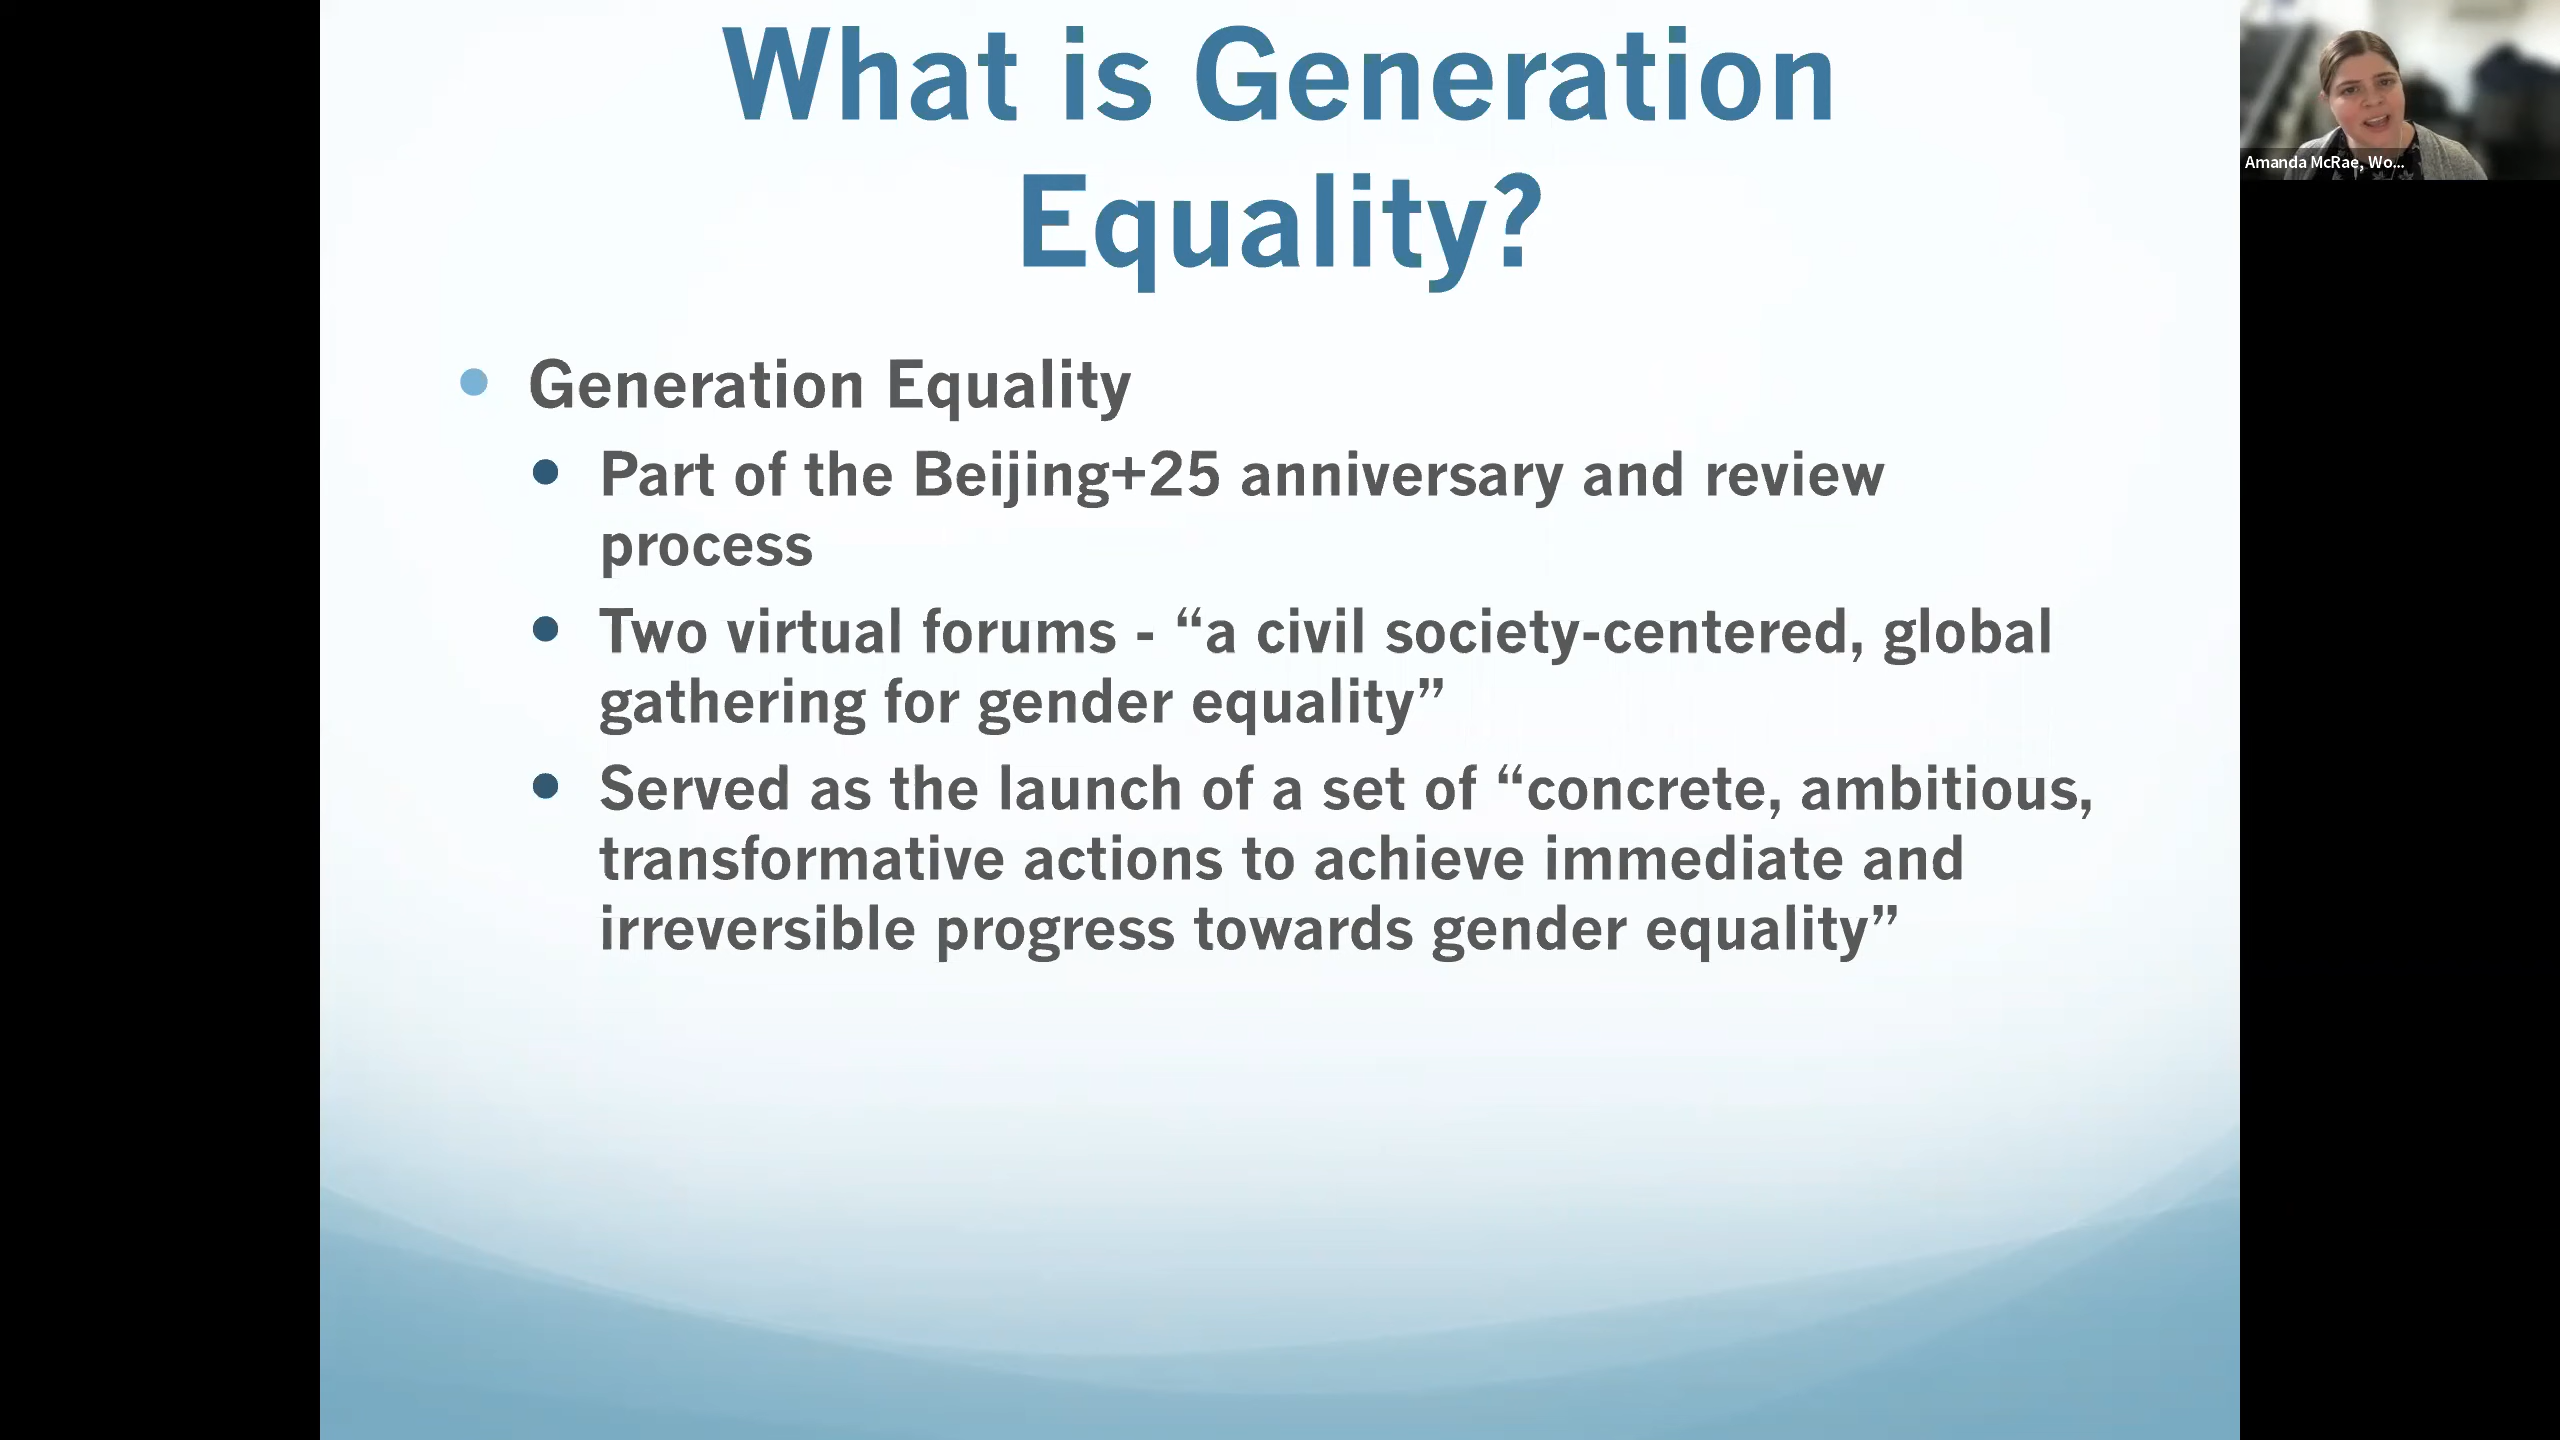 What is Generation
Equality?
Generation Equality
Part of the Beijing+25 anniversary and review
process
Two virtual forums - “a civil society-centered, global
gathering for gender equality”
Served as the launch of a set of “concrete, ambitious,
transformative actions to achieve immediate and
irreversible progress towards gender equality”
Amanda McRae, Wo...